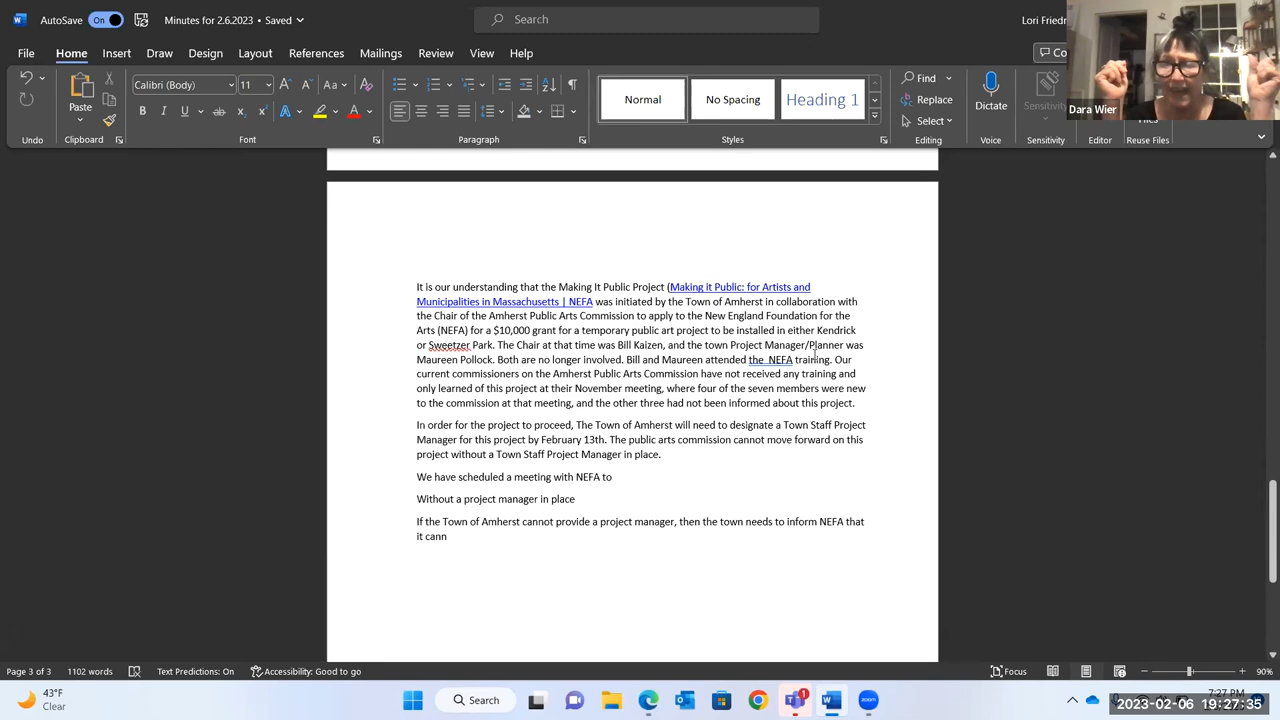 AutoSave On Minutes for 2.6.2023 • Saved Search Lori Friedr
File Home Insert Draw Design Layout References Mailings Review View Help Co
Calibri (Body) 11 Aa
Paste Normal No Spacing Heading 1 Find Replace Select Dictate Sensitivity Files
B I U ab x x A A
Undo Clipboard Font Paragraph Styles Editing Voice Sensitivity Editor Reuse Files
Dara Wier
It is our understanding that the Making It Public Project (Making it Public: for Artists and
Municipalities in Massachusetts | NEFA was initiated by the Town of Amherst in collaboration with
the Chair of the Amherst Public Arts Commission to apply to the New England Foundation for the
Arts (NEFA) for a $10,000 grant for a temporary public art project to be installed in either Kendrick
or Sweetzer Park. The Chair at that time was Bill Kaizen, and the town Project Manager/Planner was
Maureen Pollock. Both are no longer involved. Bill and Maureen attended the NEFA training. Our
current commissioners on the Amherst Public Arts Commission have not received any training and
only learned of this project at their November meeting, where four of the seven members were new
to the commission at that meeting, and the other three had not been informed about this project.
In order for the project to proceed, The Town of Amherst will need to designate a Town Staff Project
Manager for this project by February 13th. The public arts commission cannot move forward on this
project without a Town Staff Project Manager in place.
We have scheduled a meeting with NEFA to
Without a project manager in place
If the Town of Amherst cannot provide a project manager, then the town needs to inform NEFA that
it cann
Page 3 of 3 1102 words Text Predictions: On Accessibility: Good to go Focus 90%
43°F
Clear
Search
1
zoom
7:27 PM
2023-02-06 19:27:35